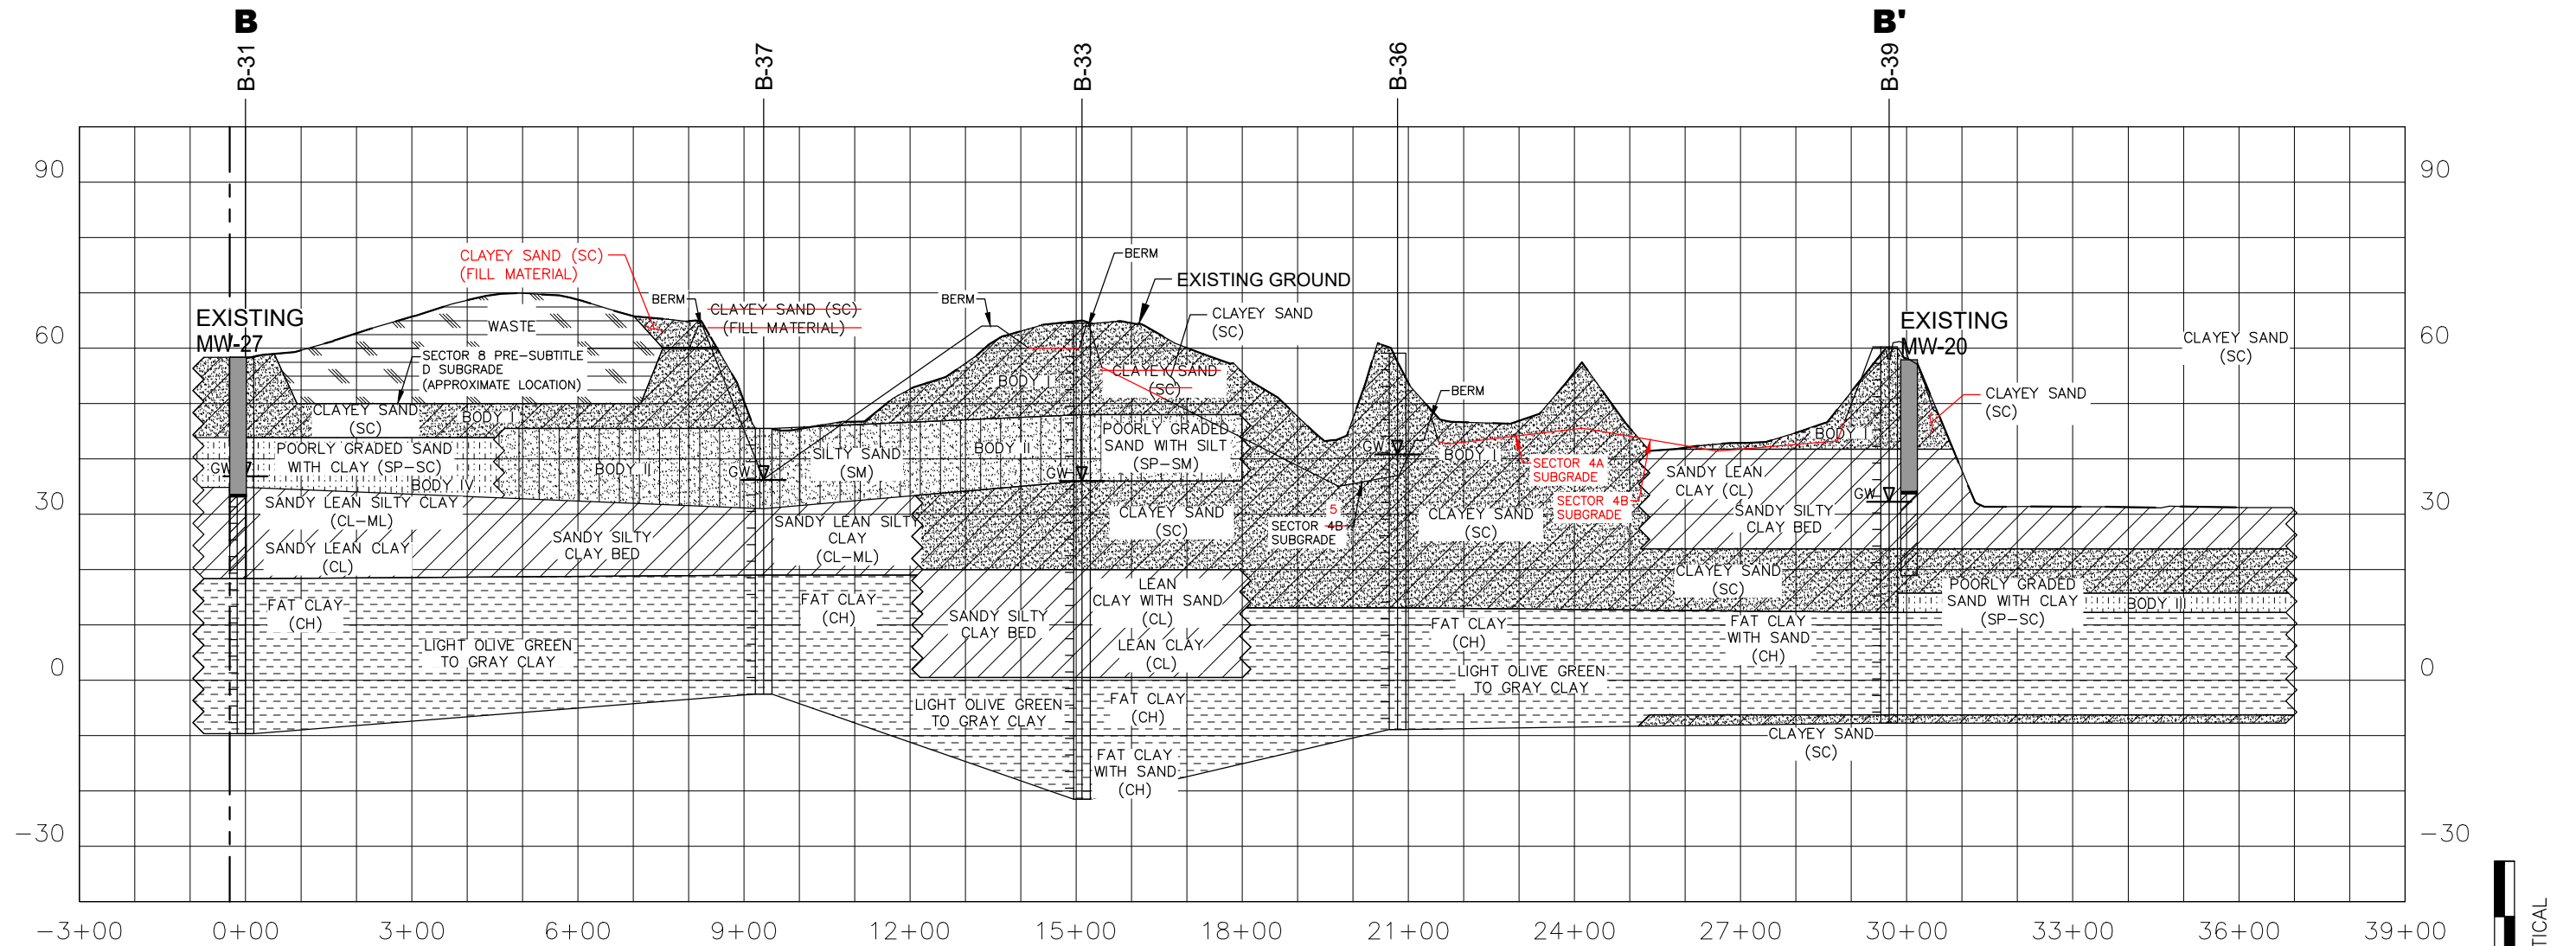 B
B'
B-31
B-37
B-33
B-36
B-39
90
90
CLAYEY SAND (SC)
(FILL MATERIAL)
BERM
EXISTING GROUND
BERM
BERM
CLAYEY SAND (SC)
(FILL MATERIAL)
CLAYEY SAND
(SC)
EXISTING
MW-27
WASTE
EXISTING
MW-20
CLAYEY SAND
(SC)
60
60
SECTOR 8 PRE-SUBTITLE
D SUBGRADE
(APPROXIMATE LOCATION)
BODY I
CLAYEY SAND
(SC)
BERM
CLAYEY SAND
(SC)
CLAYEY SAND
(SC)
BODY I
POORLY GRADED SAND
WITH CLAY (SP-SC)
BODY IV
GW
BODY II
GW
SILTY SAND
(SM)
BODY II
GW
POORLY GRADED
SAND WITH SILT
(SP-SM)
GW
BODY I
SECTOR 4A
SUBGRADE
SECTOR 4B
SUBGRADE
BODY I
SANDY LEAN
CLAY (CL)
GW
30
30
SANDY LEAN SILTY CLAY
(CL-ML)
SANDY LEAN CLAY
(CL)
SANDY SILTY
CLAY BED
SANDY LEAN SILTY
CLAY
(CL-ML)
CLAYEY SAND
(SC)
5
SECTOR 4B
SUBGRADE
CLAYEY SAND
(SC)
SANDY SILTY
CLAY BED
CLAYEY SAND
(SC)
POORLY GRADED
SAND WITH CLAY
(SP-SC)
BODY III
FAT CLAY
(CH)
LIGHT OLIVE GREEN
TO GRAY CLAY
FAT CLAY
(CH)
SANDY SILTY
CLAY BED
LEAN
CLAY WITH SAND
(CL)
LEAN CLAY
(CL)
FAT CLAY
(CH)
LIGHT OLIVE GREEN
TO GRAY CLAY
FAT CLAY
WITH SAND
(CH)
0
0
LIGHT OLIVE GREEN
TO GRAY CLAY
FAT CLAY
(CH)
FAT CLAY
WITH SAND
(CH)
CLAYEY SAND
(SC)
-30
-30
-3+00
0+00
3+00
6+00
9+00
12+00
15+00
18+00
21+00
24+00
27+00
30+00
33+00
36+00
39+00